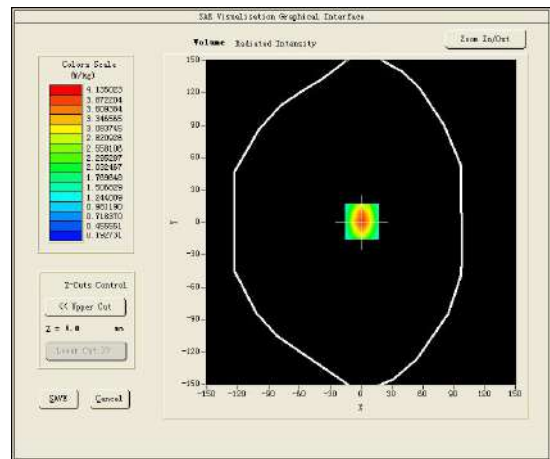 SAR Visualisation Graphical Interface
Volume Radiated Intensity
Zoom In/Out
Colors Scale
(W/kg)
4.135023
3.872204
3.609384
3.346565
3.083745
2.820926
2.558106
2.295287
2.032467
1.769648
1.506829
1.244009
0.981190
0.718370
0.455551
0.192731
150
90
60
30
0
-30
-60
-90
-120
-150
Y
-150 -120 -90 -60 -30 0 30 60 90 120 150
X
Z-Cuts Control
<< Upper Cut
Z = mm
Lower Cut >>
SAVE Cancel